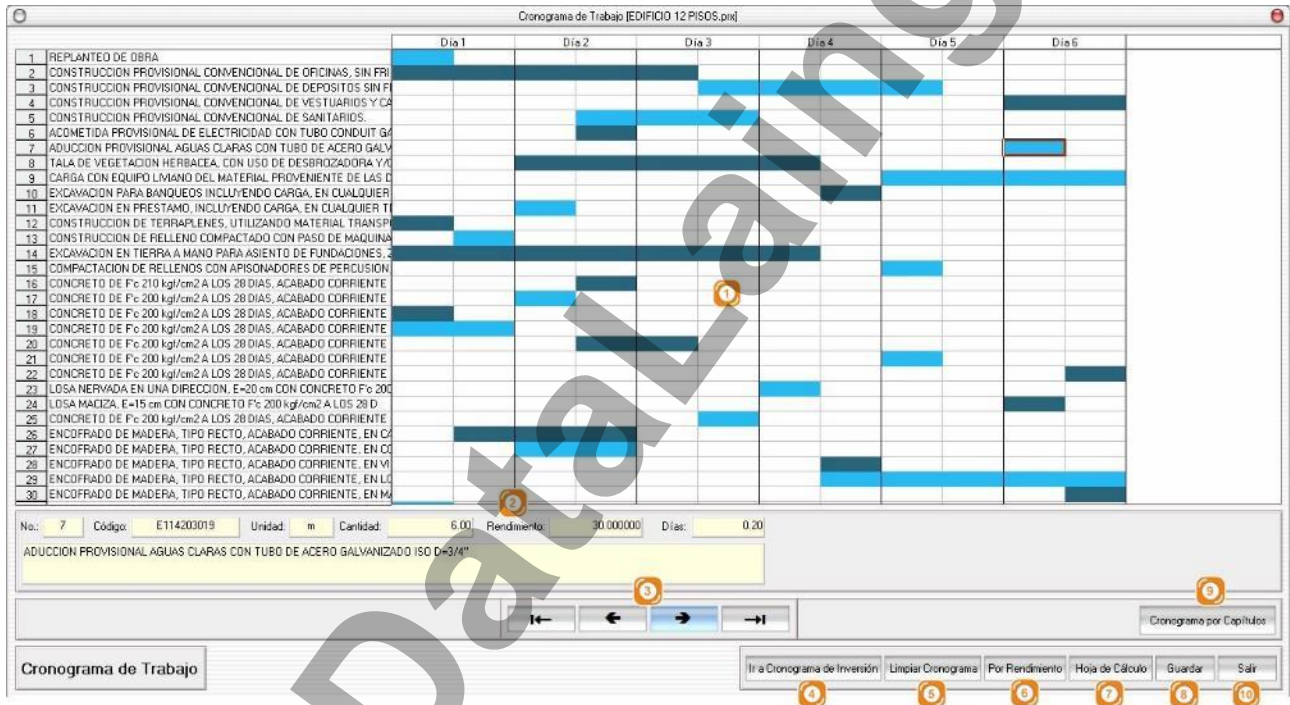 Cronograma de Trabajo [EDIFICIO 12 PISOS.prx]
Día 1 Día 2 Día 3 Día 4 Día 5 Día 6
1 REPLANTEO DE OBRA
2 CONSTRUCCION PROVISIONAL CONVENCIONAL DE OFICINAS, SIN FRI
3 CONSTRUCCION PROVISIONAL CONVENCIONAL DE DEPOSITOS SIN F
4 CONSTRUCCION PROVISIONAL CONVENCIONAL DE VESTUARIOS Y CA
5 CONSTRUCCION PROVISIONAL CONVENCIONAL DE SANITARIOS.
6 ACOMETIDA PROVISIONAL DE ELECTRICIDAD CON TUBO CONDUIT GA
7 ADUCCION PROVISIONAL AGUAS CLARAS CON TUBO DE ACERO GALV
8 TALA DE VEGETACION HERBACEA, CON USO DE DESBROZADORA Y/O
9 CARGA CON EQUIPO LIVIANO DEL MATERIAL PROVENIENTE DE LAS D
10 EXCAVACION PARA BANQUEOS INCLUYENDO CARGA, EN CUALQUIER
11 EXCAVACION EN PRESTAMO, INCLUYENDO CARGA, EN CUALQUIER TI
12 CONSTRUCCION DE TERRAPLENES, UTILIZANDO MATERIAL TRANSP
13 CONSTRUCCION DE RELLENO COMPACTADO CON PASO DE MAQUINA
14 EXCAVACION EN TIERRA A MANO PARA ASIENTO DE FUNDACIONES, Z
15 COMPACTACION DE RELLENOS CON APISONADORES DE PERCUSION
16 CONCRETO DE F'c 210 kgf/cm2 A LOS 28 DIAS, ACABADO CORRIENTE
17 CONCRETO DE F'c 200 kgf/cm2 A LOS 28 DIAS, ACABADO CORRIENTE
18 CONCRETO DE F'c 200 kgf/cm2 A LOS 28 DIAS, ACABADO CORRIENTE
19 CONCRETO DE F'c 200 kgf/cm2 A LOS 28 DIAS, ACABADO CORRIENTE
20 CONCRETO DE F'c 200 kgf/cm2 A LOS 28 DIAS, ACABADO CORRIENTE
21 CONCRETO DE F'c 200 kgf/cm2 A LOS 28 DIAS, ACABADO CORRIENTE
22 CONCRETO DE F'c 200 kgf/cm2 A LOS 28 DIAS, ACABADO CORRIENTE
23 LOSA NERVADA EN UNA DIRECCION, E=20 cm CON CONCRETO F'c 200
24 LOSA MACIZA, E=15 cm CON CONCRETO F'c 200 kgf/cm2 A LOS 28 D
25 CONCRETO DE F'c 200 kgf/cm2 A LOS 28 DIAS, ACABADO CORRIENTE
26 ENCOFRADO DE MADERA, TIPO RECTO, ACABADO CORRIENTE, EN CA
27 ENCOFRADO DE MADERA, TIPO RECTO, ACABADO CORRIENTE, EN CO
28 ENCOFRADO DE MADERA, TIPO RECTO, ACABADO CORRIENTE, EN VI
29 ENCOFRADO DE MADERA, TIPO RECTO, ACABADO CORRIENTE, EN LO
30 ENCOFRADO DE MADERA, TIPO RECTO, ACABADO CORRIENTE, EN MA
1
2
No.: 7 Código: E114203019 Unidad: m Cantidad: 6.00 Rendimiento: 30.000000 Días: 0.20
ADUCCION PROVISIONAL AGUAS CLARAS CON TUBO DE ACERO GALVANIZADO ISO D=3/4"
3 9
Cronograma por Capítulos
Cronograma de Trabajo
Ir a Cronograma de Inversión Limpiar Cronograma Por Rendimiento Hoja de Cálculo Guardar Salir
4 5 6 7 8 10
DataLaing